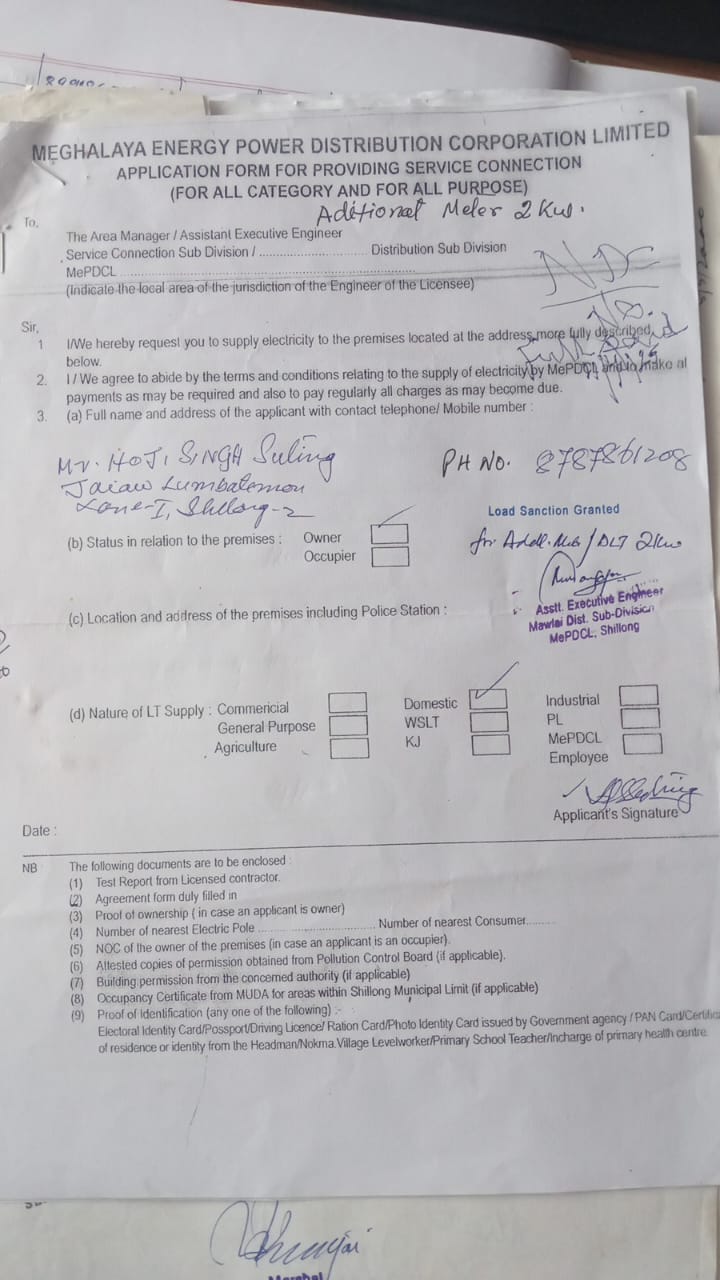 MEGHALAYA ENERGY POWER DISTRIBUTION CORPORATION LIMITED
APPLICATION FORM FOR PROVIDING SERVICE CONNECTION
(FOR ALL CATEGORY AND FOR ALL PURPOSE)
Aditional Meter 2 Kw.
To,
The Area Manager / Assistant Executive Engineer
Service Connection Sub Division / .............................. Distribution Sub Division
MePDCL ..........................................................................
(Indicate the local area of the jurisdiction of the Engineer of the Licensee)
NDC
Sir,
1 I/We hereby request you to supply electricity to the premises located at the address more fully described
below.
2. I / We agree to abide by the terms and conditions relating to the supply of electricity by MePDCL and to make al
payments as may be required and also to pay regularly all charges as may become due.
3. (a) Full name and address of the applicant with contact telephone/ Mobile number :
Mr. HOJI SINGH Suting PH NO. 8787861208
Jaiaw Lumbatemon
Lane-I, Shillong-2
Load Sanction Granted
for Addl. 2Kw
(b) Status in relation to the premises : Owner
Occupier
Asstt. Executive Engineer
Mawlai Dist. Sub-Division
MePDCL, Shillong
(c) Location and address of the premises including Police Station :
(d) Nature of LT Supply : Commericial Domestic Industrial
General Purpose WSLT PL
Agriculture KJ MePDCL
Employee
Applicant's Signature
Date :
NB The following documents are to be enclosed :
(1) Test Report from Licensed contractor.
(2) Agreement form duly filled in
(3) Proof of ownership ( in case an applicant is owner)
(4) Number of nearest Electric Pole .................................. Number of nearest Consumer.........
(5) NOC of the owner of the premises (in case an applicant is an occupier).
(6) Attested copies of permission obtained from Pollution Control Board (if applicable).
(7) Building permission from the concerned authority (if applicable)
(8) Occupancy Certificate from MUDA for areas within Shillong Municipal Limit (if applicable)
(9) Proof of Identification (any one of the following) :-
Electoral Identity Card/Possport/Driving Licence/ Ration Card/Photo Identity Card issued by Government agency / PAN Card/Certific
of residence or identity from the Headman/Nokma.Village Levelworker/Primary School Teacher/Incharge of primary health centre.